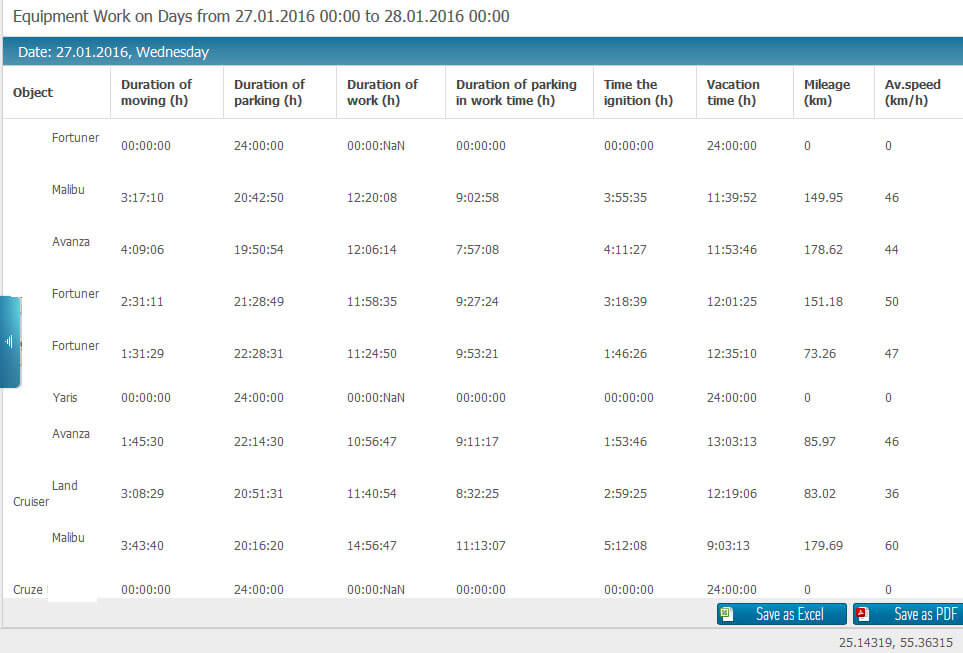 Equipment Work on Days from 27.01.2016 00:00 to 28.01.2016 00:00
Date: 27.01.2016, Wednesday
Object Duration of moving (h) Duration of parking (h) Duration of work (h) Duration of parking in work time (h) Time the ignition (h) Vacation time (h) Mileage (km) Av.speed (km/h)
Fortuner 00:00:00 24:00:00 00:00:NaN 00:00:00 00:00:00 24:00:00 0 0
Malibu 3:17:10 20:42:50 12:20:08 9:02:58 3:55:35 11:39:52 149.95 46
Avanza 4:09:06 19:50:54 12:06:14 7:57:08 4:11:27 11:53:46 178.62 44
Fortuner 2:31:11 21:28:49 11:58:35 9:27:24 3:18:39 12:01:25 151.18 50
Fortuner 1:31:29 22:28:31 11:24:50 9:53:21 1:46:26 12:35:10 73.26 47
Yaris 00:00:00 24:00:00 00:00:NaN 00:00:00 00:00:00 24:00:00 0 0
Avanza 1:45:30 22:14:30 10:56:47 9:11:17 1:53:46 13:03:13 85.97 46
Land Cruiser 3:08:29 20:51:31 11:40:54 8:32:25 2:59:25 12:19:06 83.02 36
Malibu 3:43:40 20:16:20 14:56:47 11:13:07 5:12:08 9:03:13 179.69 60
Cruze 00:00:00 24:00:00 00:00:NaN 00:00:00 00:00:00 24:00:00 0 0
Save as Excel Save as PDF
25.14319, 55.36315